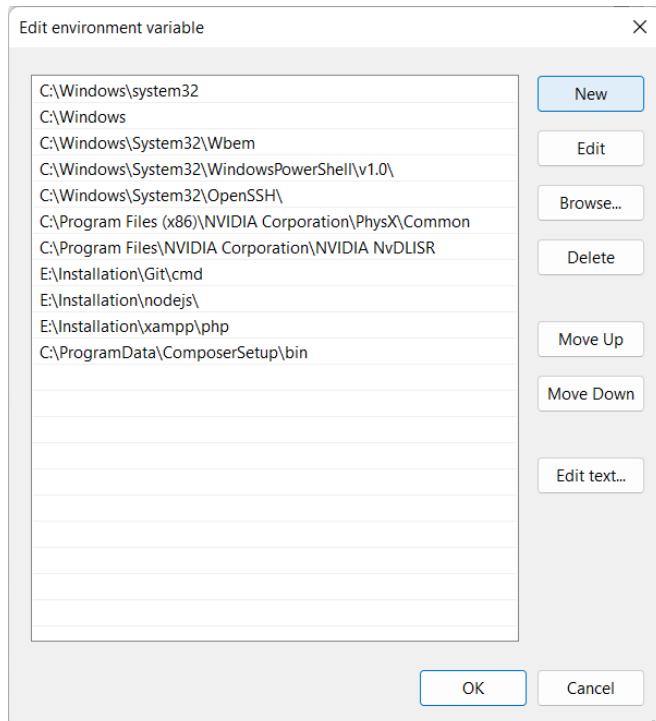 Edit environment variable
C:\Windows\system32
C:\Windows
C:\Windows\System32\Wbem
C:\Windows\System32\WindowsPowerShell\v1.0\
C:\Windows\System32\OpenSSH\
C:\Program Files (x86)\NVIDIA Corporation\PhysX\Common
C:\Program Files\NVIDIA Corporation\NVIDIA NvDLISR
E:\Installation\Git\cmd
E:\Installation\nodejs\
E:\Installation\xampp\php
C:\ProgramData\ComposerSetup\bin
New
Edit
Browse...
Delete
Move Up
Move Down
Edit text...
OK
Cancel